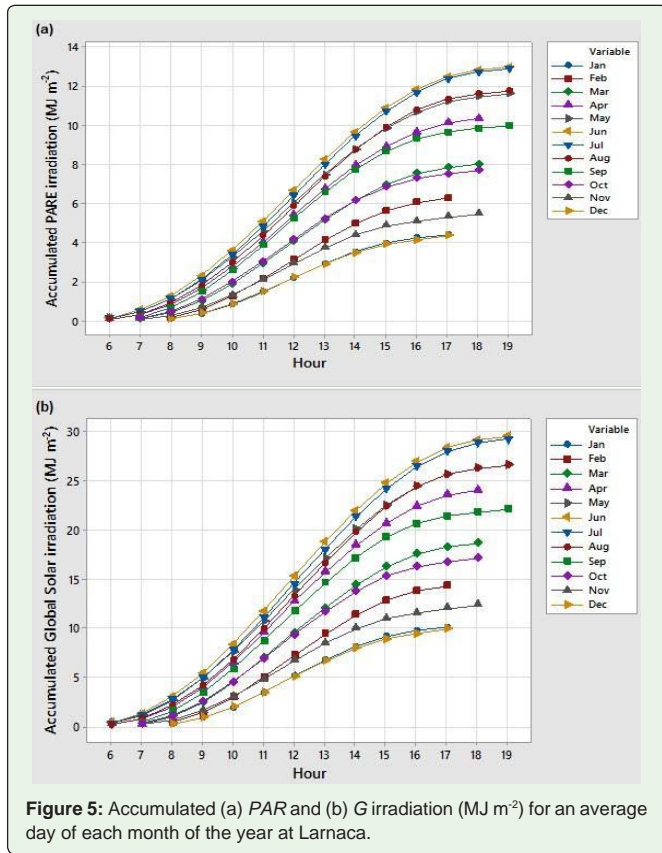 (a)
14
12
10
8
6
4
2
0
Accumulated PARE irradiation (MJ m-2)
6 7 8 9 10 11 12 13 14 15 16 17 18 19
Hour
Variable
Jan
Feb
Mar
Apr
May
Jun
Jul
Aug
Sep
Oct
Nov
Dec
(b)
30
25
20
15
10
5
0
Accumulated Global Solar irradiation (MJ m-2)
6 7 8 9 10 11 12 13 14 15 16 17 18 19
Hour
Variable
Jan
Feb
Mar
Apr
May
Jun
Jul
Aug
Sep
Oct
Nov
Dec
Figure 5: Accumulated (a) PAR and (b) G irradiation (MJ m-2) for an average
day of each month of the year at Larnaca.